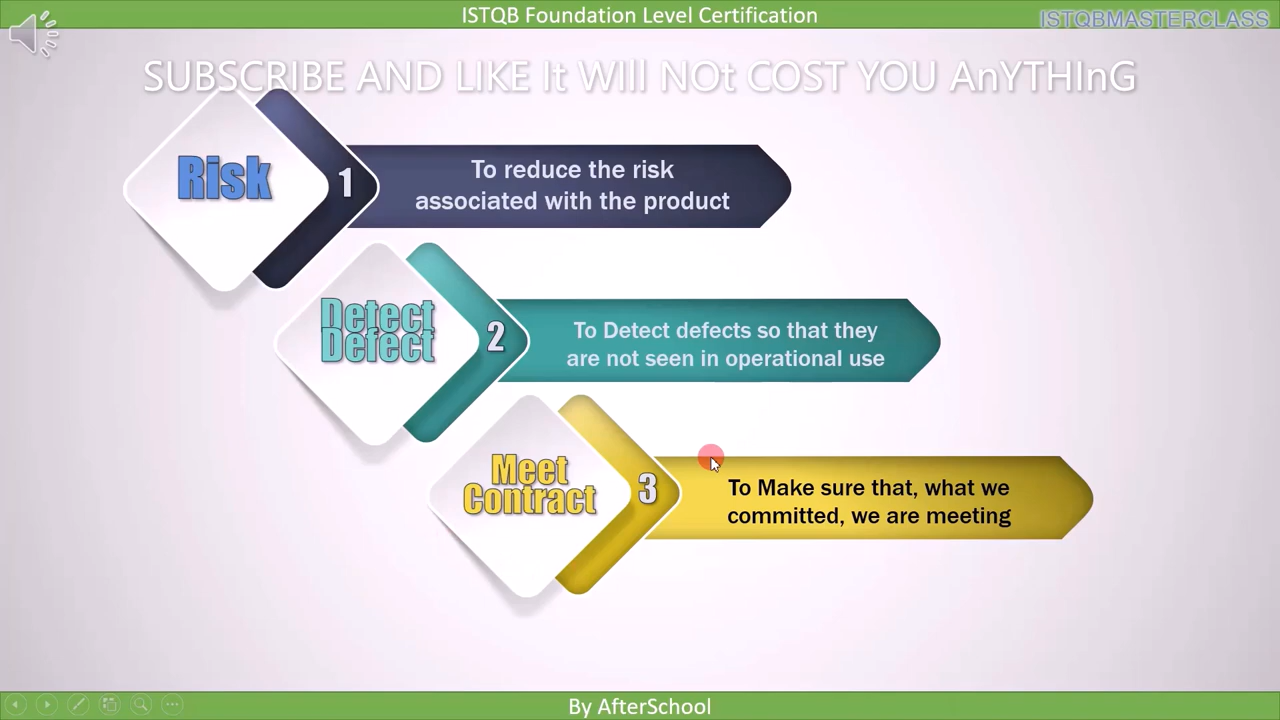 ISTQB Foundation Level Certification
ISTQBMASTERCLASS
SUBSCRIBE AND LIKE It WIll NOt COST YOU AnYTHInG
Risk
1
To reduce the risk
associated with the product
Detect
Defect
2
To Detect defects so that they
are not seen in operational use
Meet
Contract
3
To Make sure that, what we
committed, we are meeting
By AfterSchool